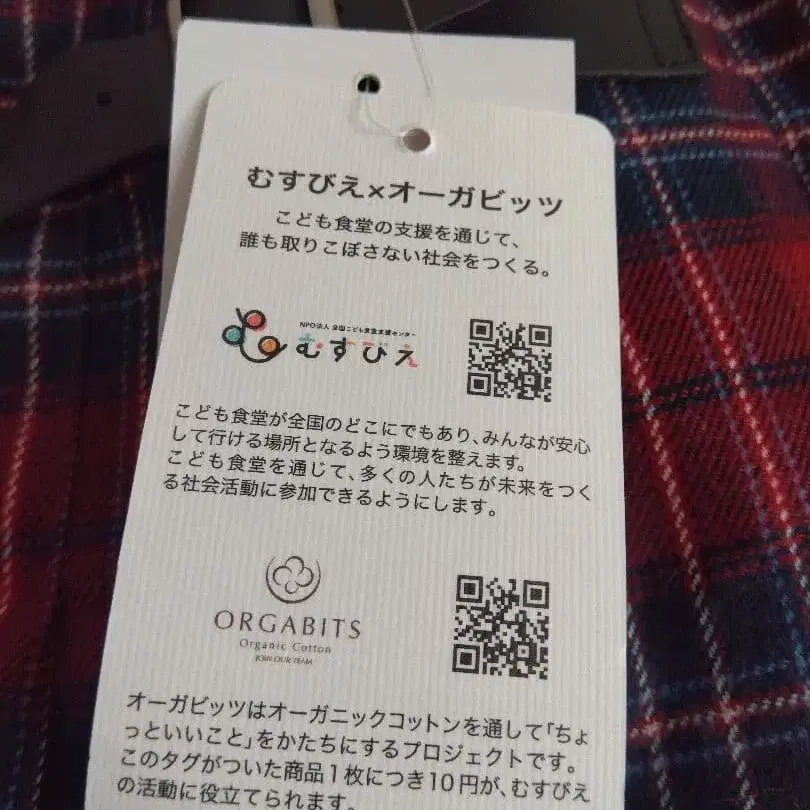 むすびえ×オーガビッツ
こども食堂の支援を通じて、
誰も取りこぼさない社会をつくる。
NPO法人 全国こども食堂支援センター
むすびえ
こども食堂が全国のどこにでもあり、みんなが安心
して行ける場所となるよう環境を整えます。
こども食堂を通じて、多くの人たちが未来をつく
る社会活動に参加できるようにします。
ORGABITS
Organic Cotton
JOIN OUR TEAM
オーガビッツはオーガニックコットンを通して「ちょ
っといいこと」をかたちにするプロジェクトです。
このタグがついた商品1枚につき10円が、むすびえ
の活動に役立てられます。